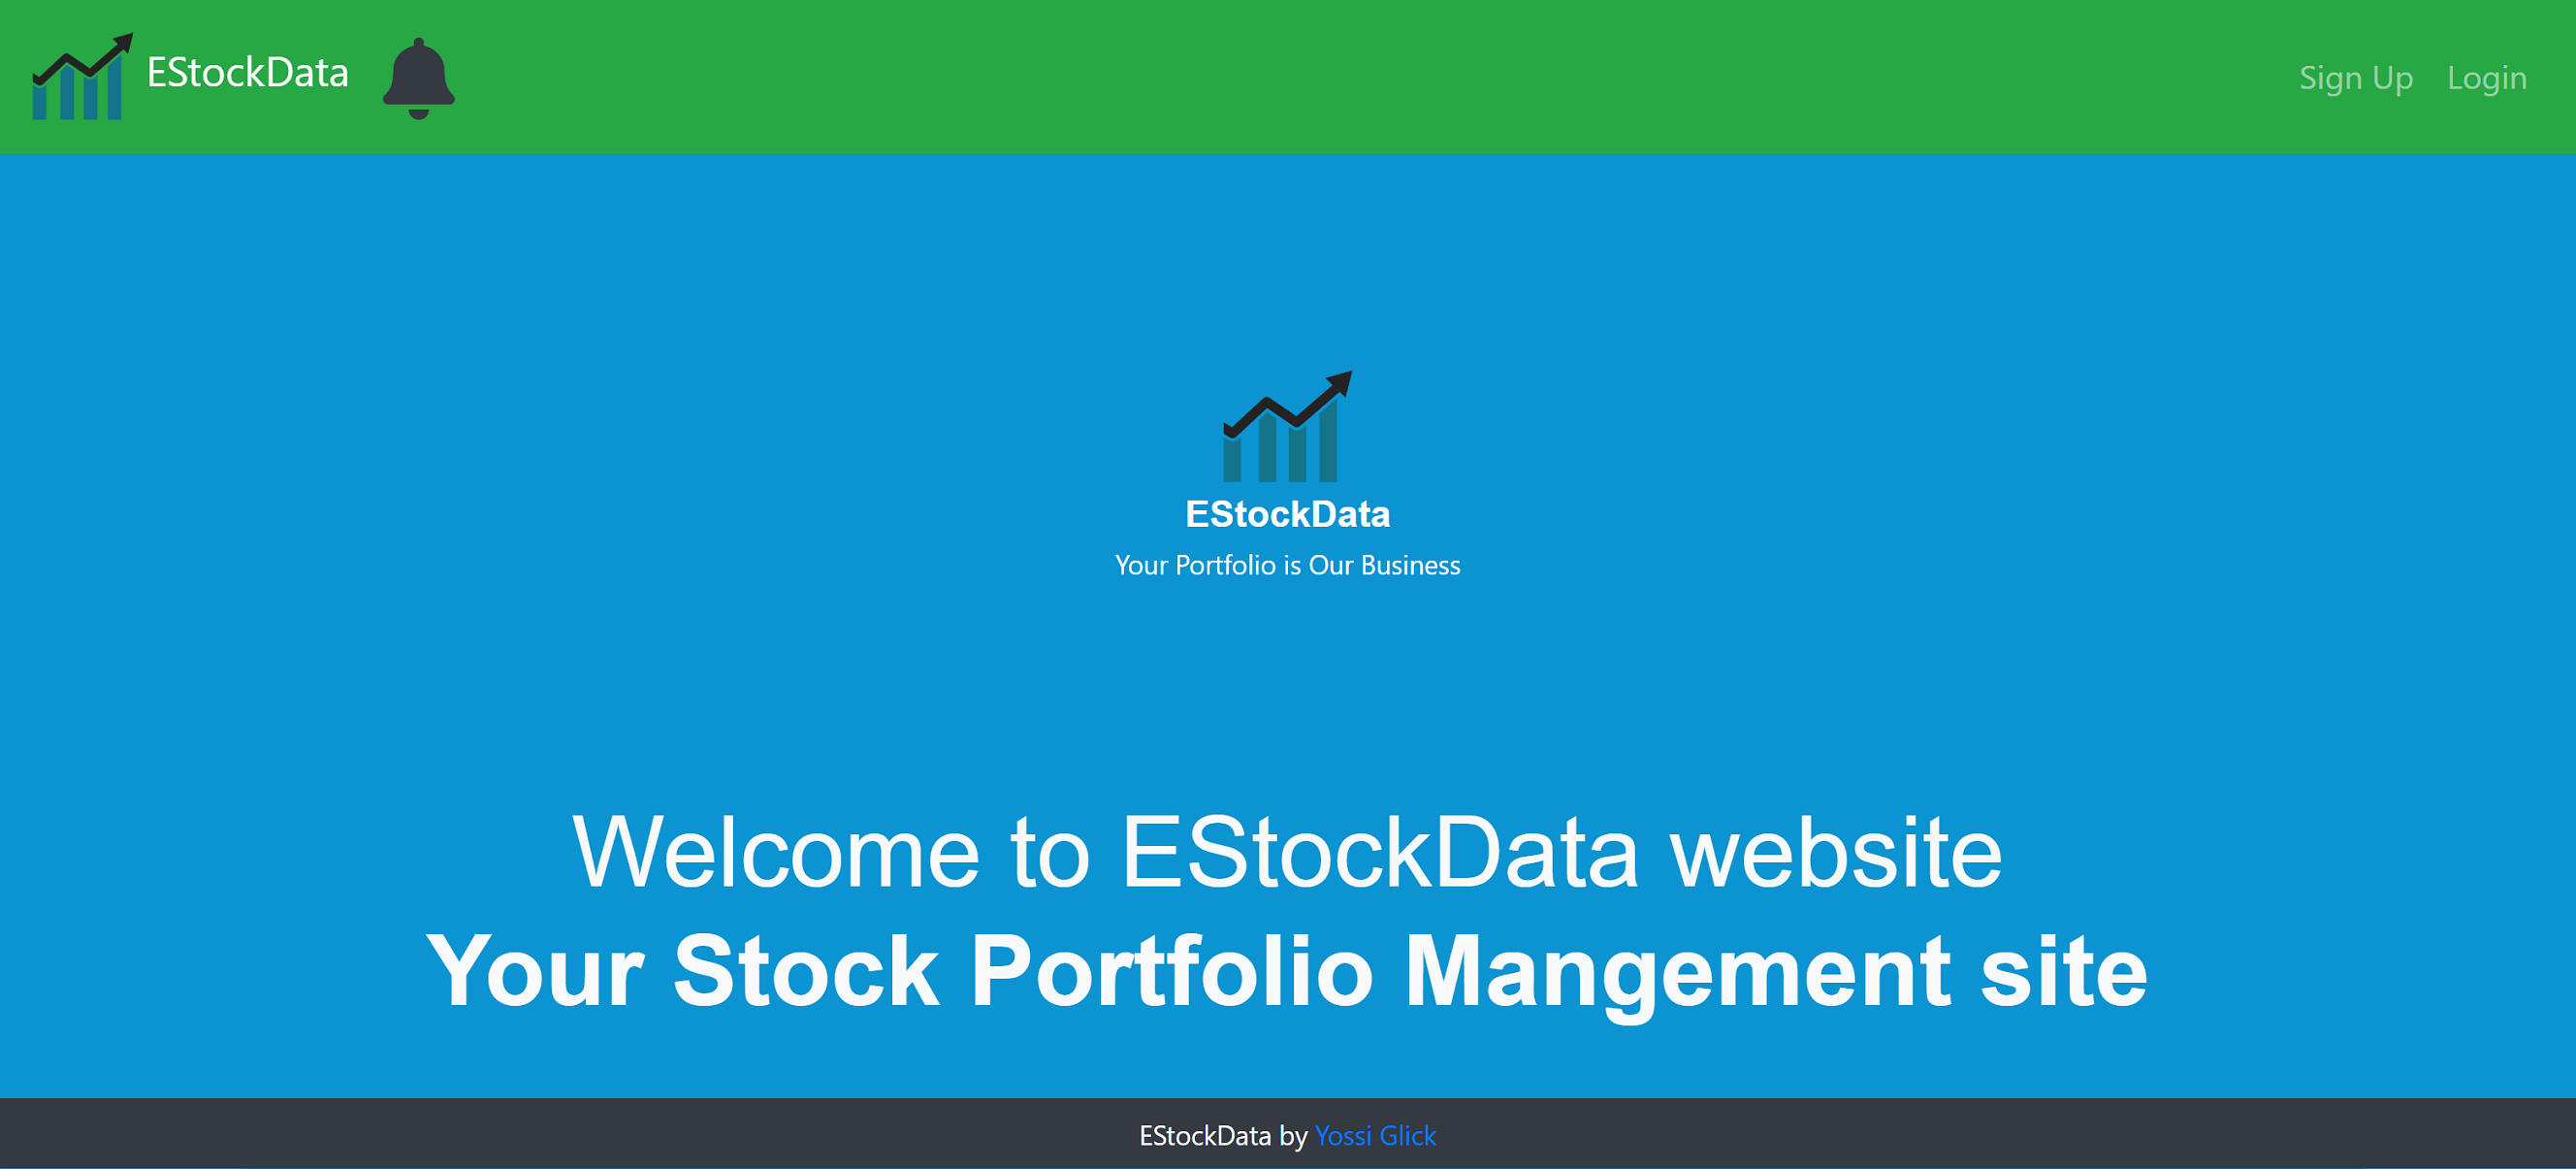 EStockData
Sign Up Login
EStockData
Your Portfolio is Our Business
Welcome to EStockData website
Your Stock Portfolio Mangement site
EStockData by Yossi Glick